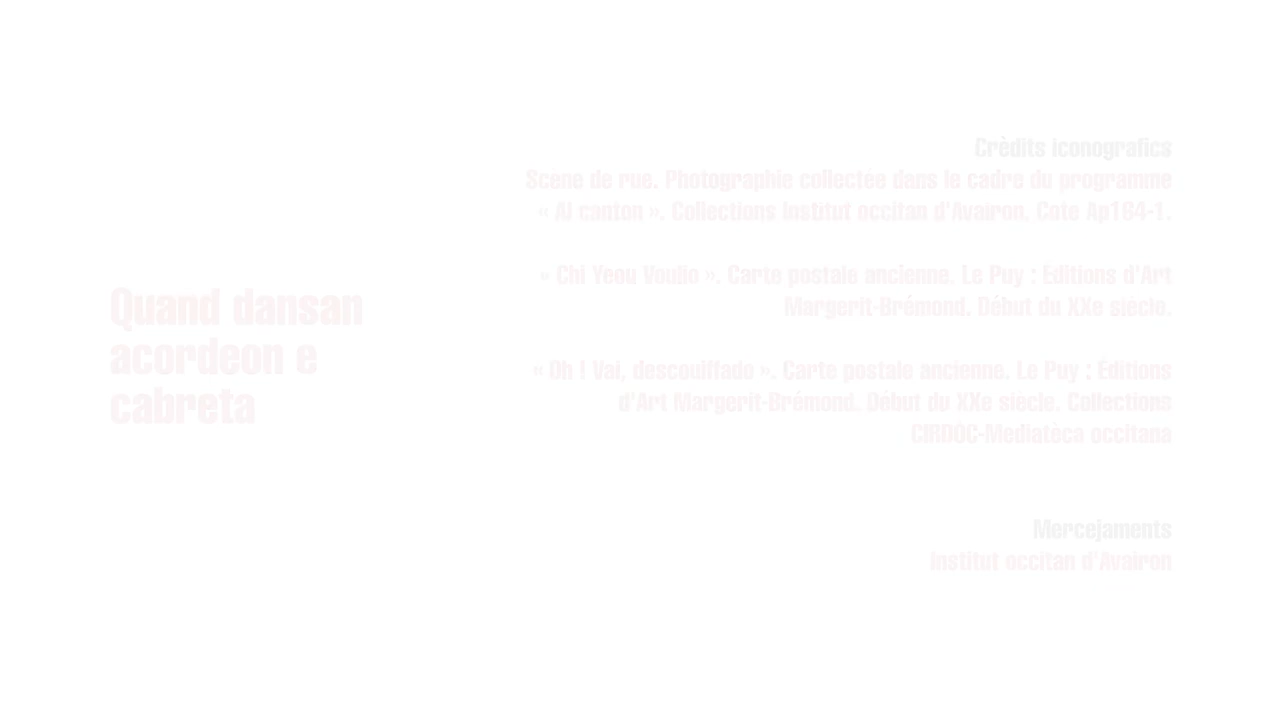 Quand dansan
acordeon e
cabreta
Crèdits iconografics
Scene de rue. Photographie collectee dans le cadre du programme
« Al canton ». Collections Institut occitan d'Avairon. Cote Ap164-1.
« Chi Yeou Voulio ». Carte postale ancienne. Le Puy : Editions d'Art
Margerit-Brémond. Début du XXe siècle.
« Oh ! Vai, descouiffado ». Carte postale ancienne. Le Puy : Éditions
d'Art Margerit-Brémond. Début du XXe siècle. Collections
CIRDÒC-Mediatèca occitana
Mercejaments
Institut occitan d'Avairon